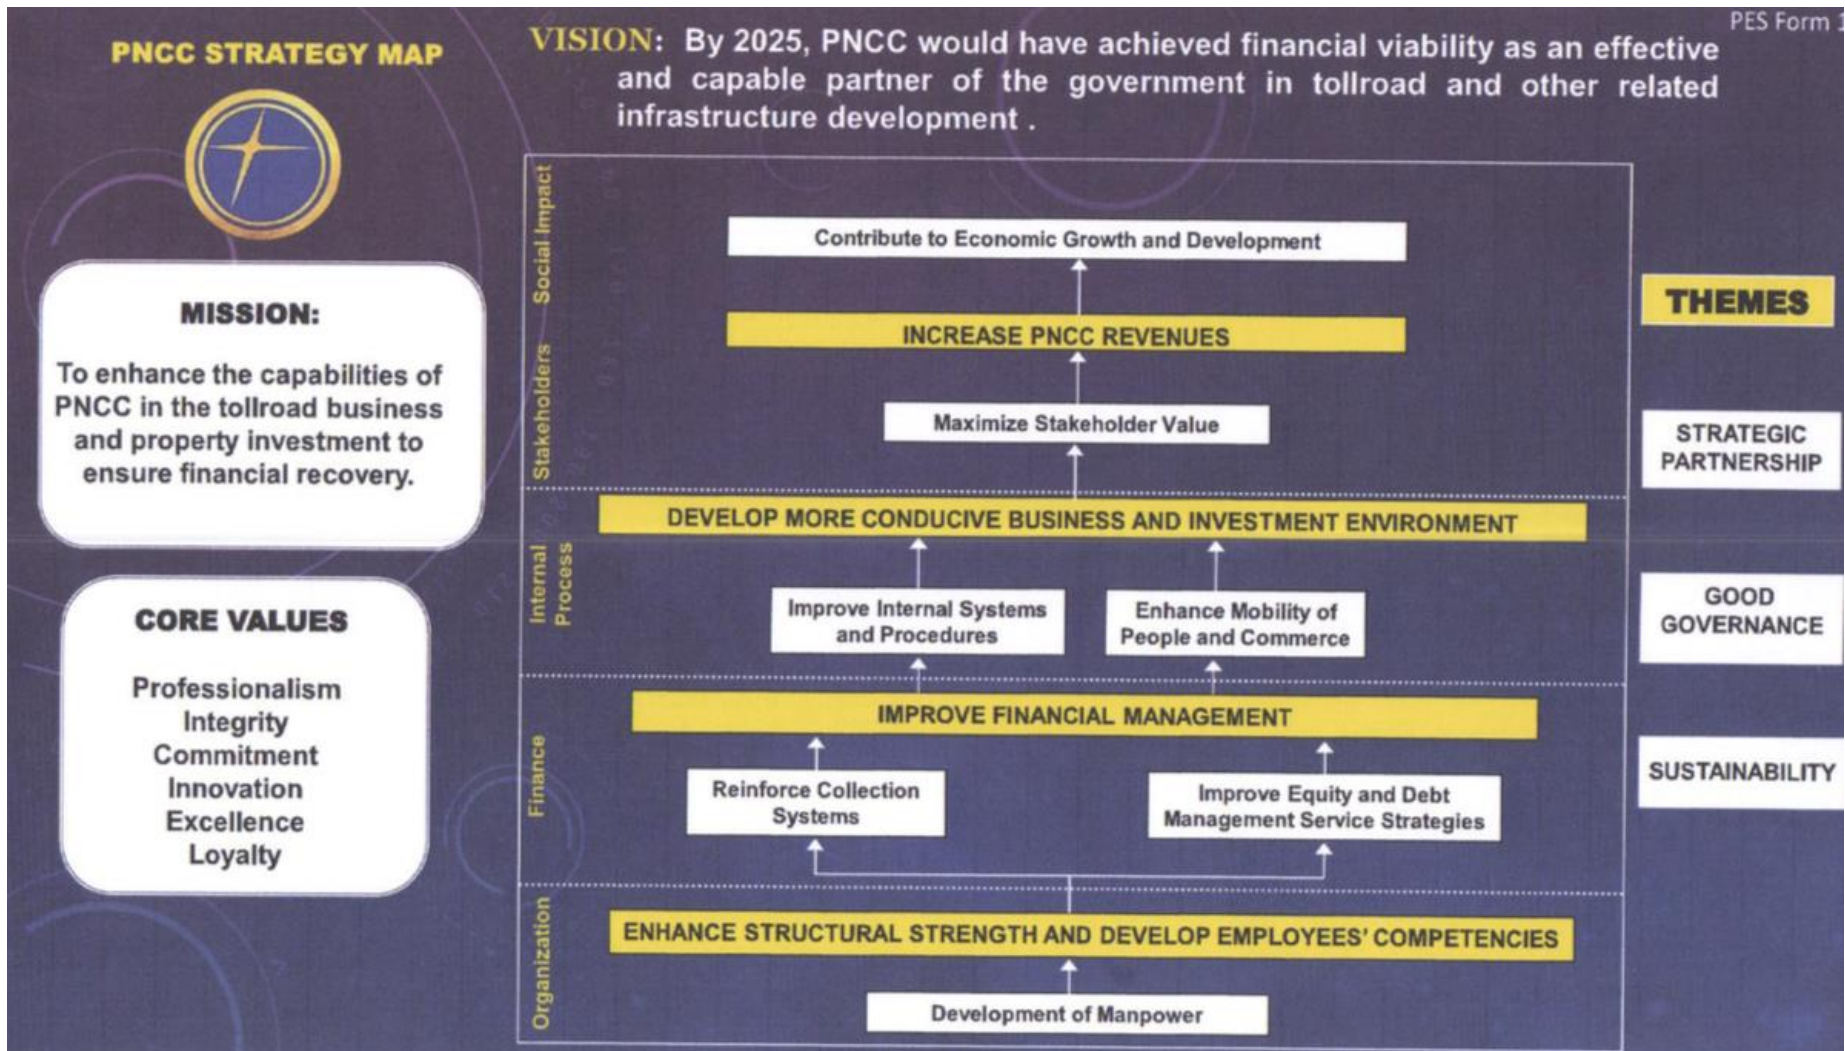 PES Form 1
PNCC STRATEGY MAP
VISION: By 2025, PNCC would have achieved financial viability as an effective
and capable partner of the government in tollroad and other related
infrastructure development .
MISSION:
To enhance the capabilities of
PNCC in the tollroad business
and property investment to
ensure financial recovery.
CORE VALUES
Professionalism
Integrity
Commitment
Innovation
Excellence
Loyalty
Social Impact
Contribute to Economic Growth and Development
INCREASE PNCC REVENUES
Stakeholders
Maximize Stakeholder Value
DEVELOP MORE CONDUCIVE BUSINESS AND INVESTMENT ENVIRONMENT
Internal
Process
Improve Internal Systems
and Procedures
Enhance Mobility of
People and Commerce
IMPROVE FINANCIAL MANAGEMENT
Finance
Reinforce Collection
Systems
Improve Equity and Debt
Management Service Strategies
ENHANCE STRUCTURAL STRENGTH AND DEVELOP EMPLOYEES' COMPETENCIES
Organization
Development of Manpower
THEMES
STRATEGIC
PARTNERSHIP
GOOD
GOVERNANCE
SUSTAINABILITY